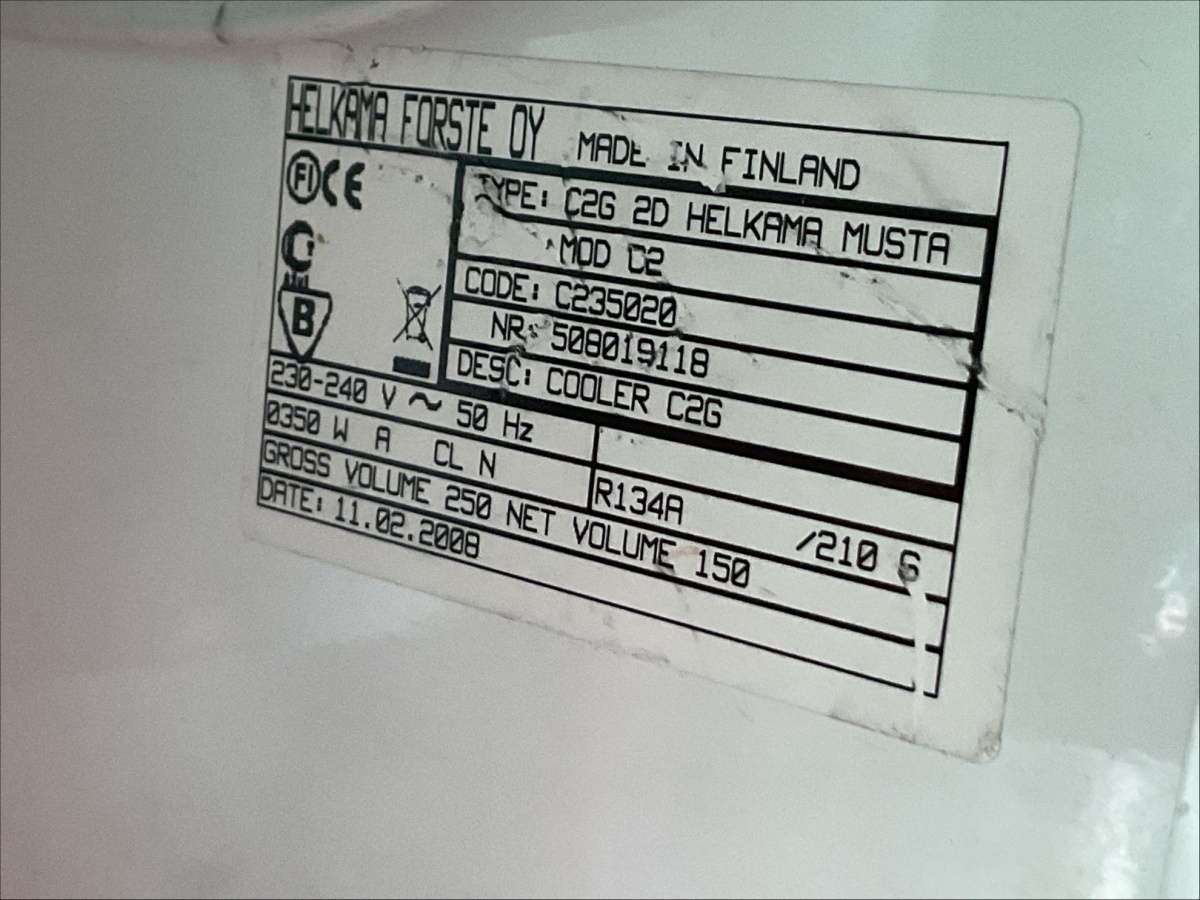 HELKAMA FORSTE OY MADE IN FINLAND
FI CE
B
TYPE: C2G 2D HELKAMA MUSTA
MOD C2
CODE: C235020
NR: 508019118
DESC: COOLER C2G
230-240 V ~ 50 Hz
0350 W A CL N
R134A /210 G
GROSS VOLUME 250 NET VOLUME 150
DATE: 11.02.2008